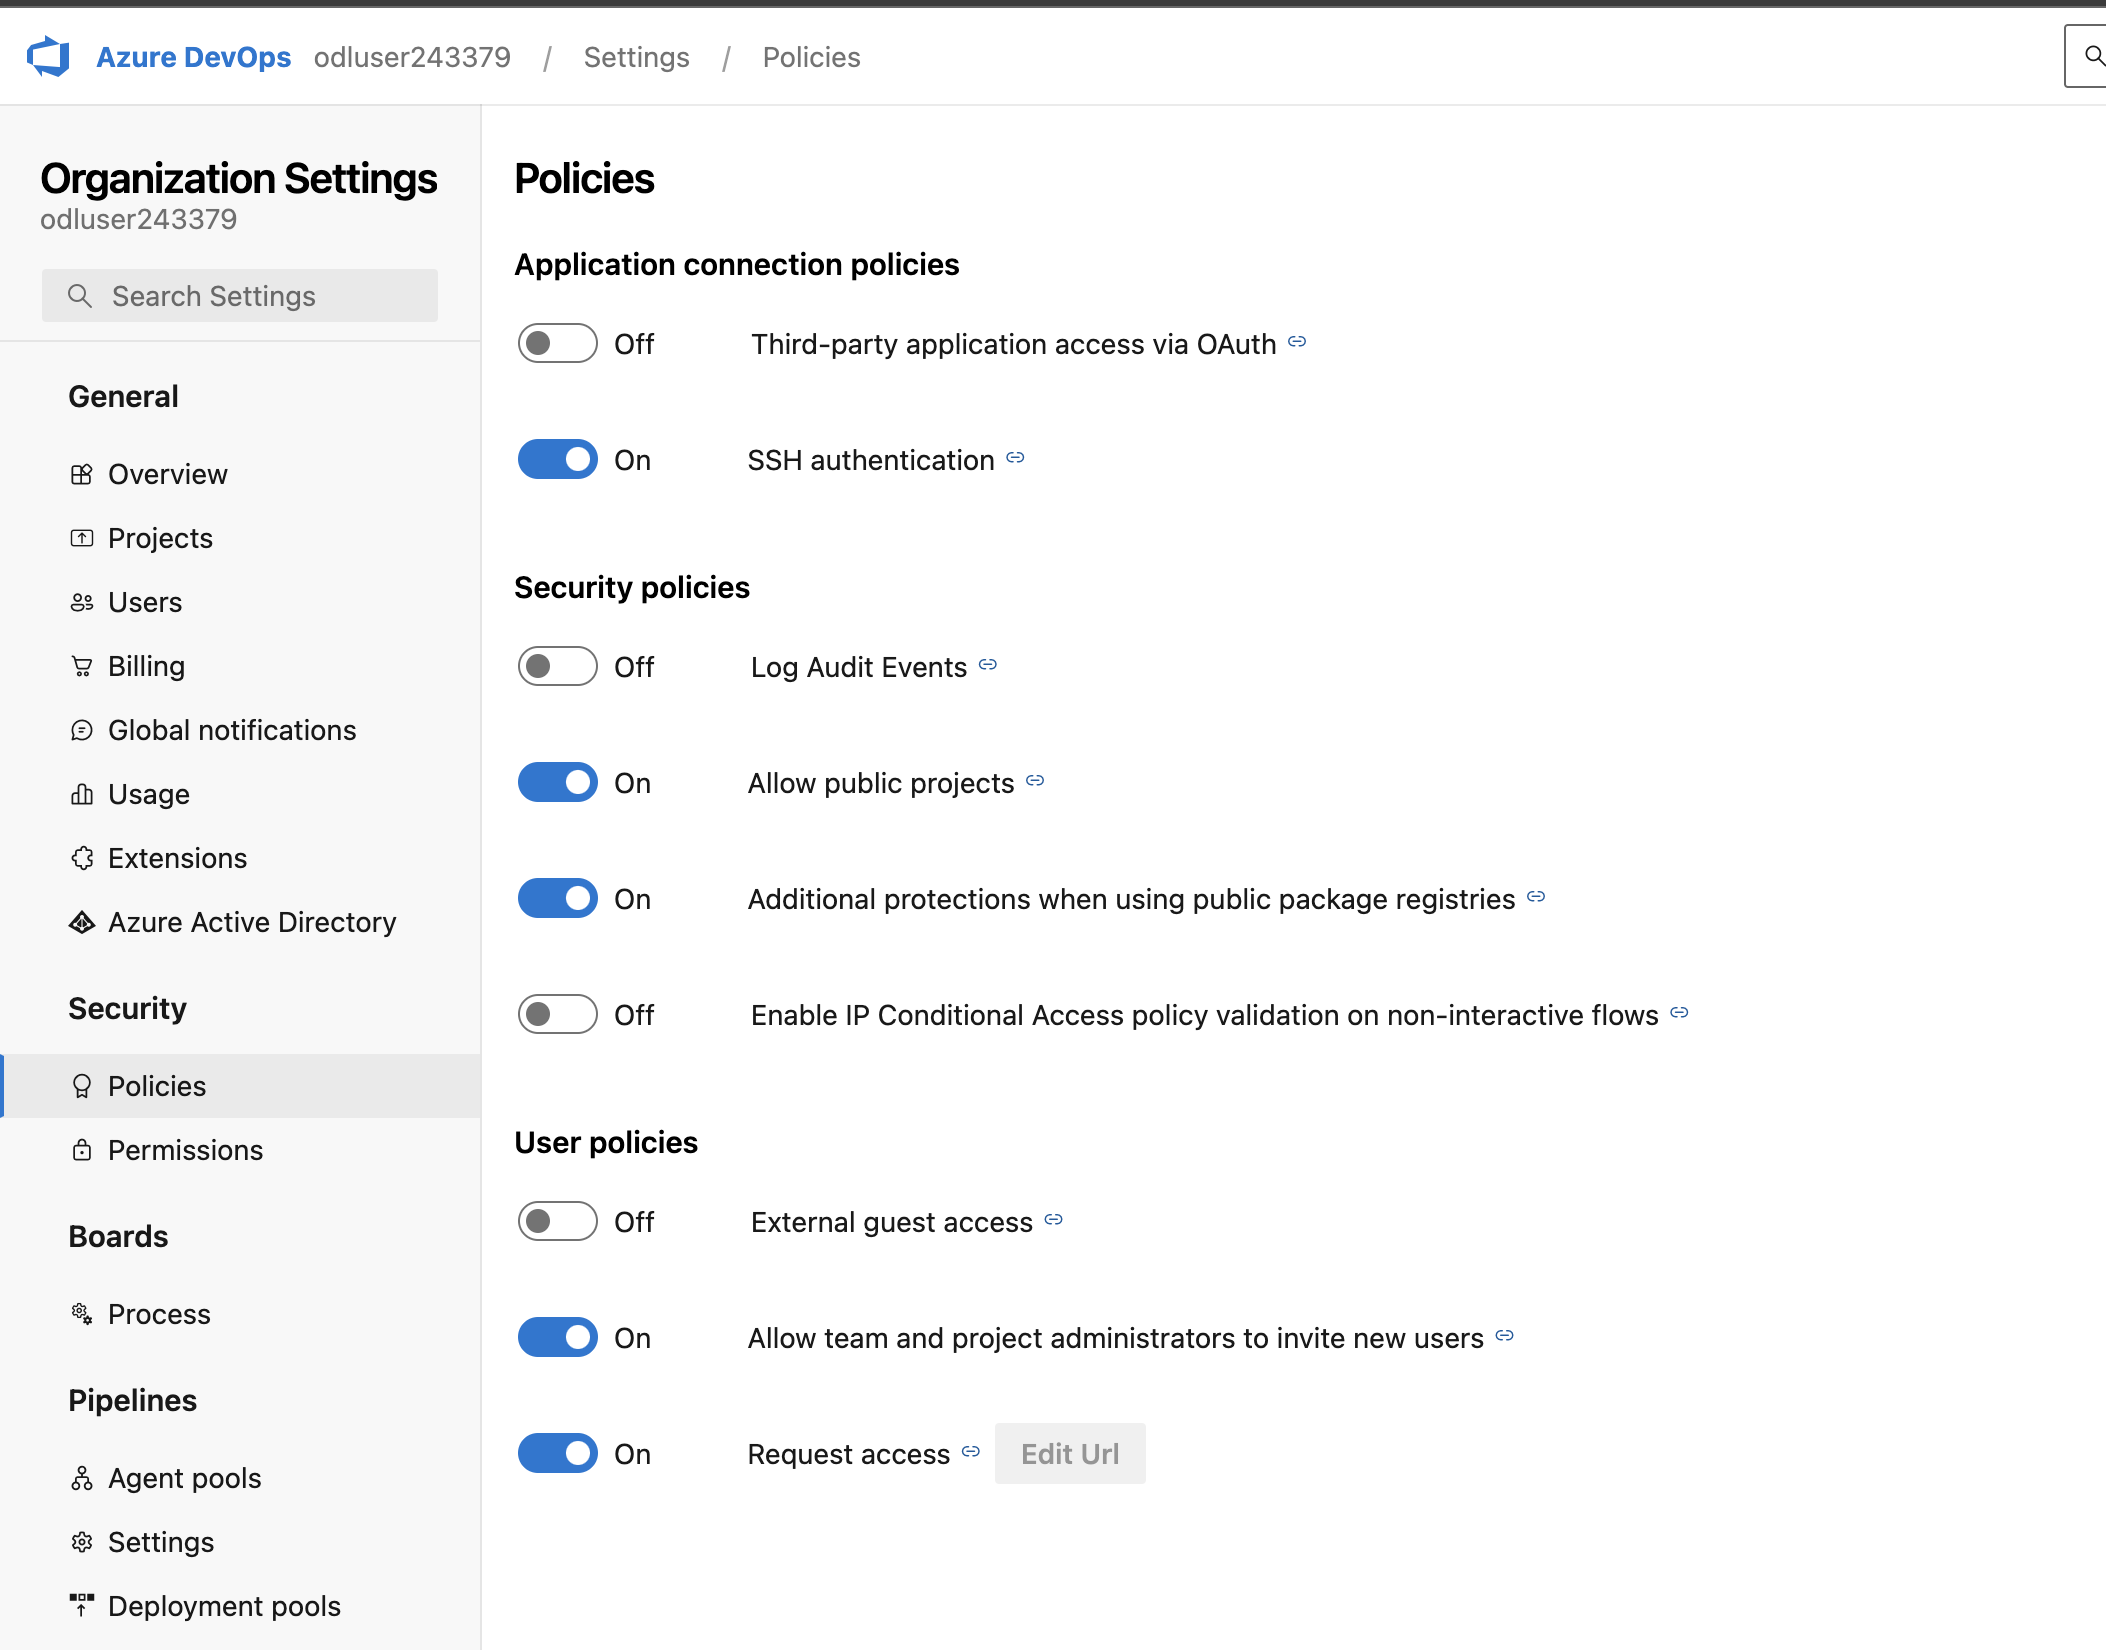 Azure DevOps odluser243379 / Settings / Policies
Organization Settings
odluser243379
Search Settings
General
Overview
Projects
Users
Billing
Global notifications
Usage
Extensions
Azure Active Directory
Security
Policies
Permissions
Boards
Process
Pipelines
Agent pools
Settings
Deployment pools
Policies
Application connection policies
Off Third-party application access via OAuth
On SSH authentication
Security policies
Off Log Audit Events
On Allow public projects
On Additional protections when using public package registries
Off Enable IP Conditional Access policy validation on non-interactive flows
User policies
Off External guest access
On Allow team and project administrators to invite new users
On Request access Edit Url